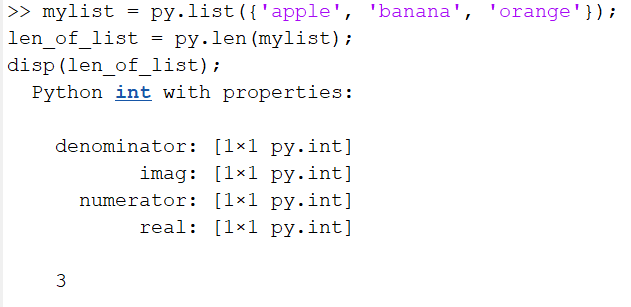 >> mylist = py.list({'apple', 'banana', 'orange'});
len_of_list = py.len(mylist);
disp(len_of_list);
Python int with properties:
denominator: [1×1 py.int]
imag: [1×1 py.int]
numerator: [1×1 py.int]
real: [1×1 py.int]
3